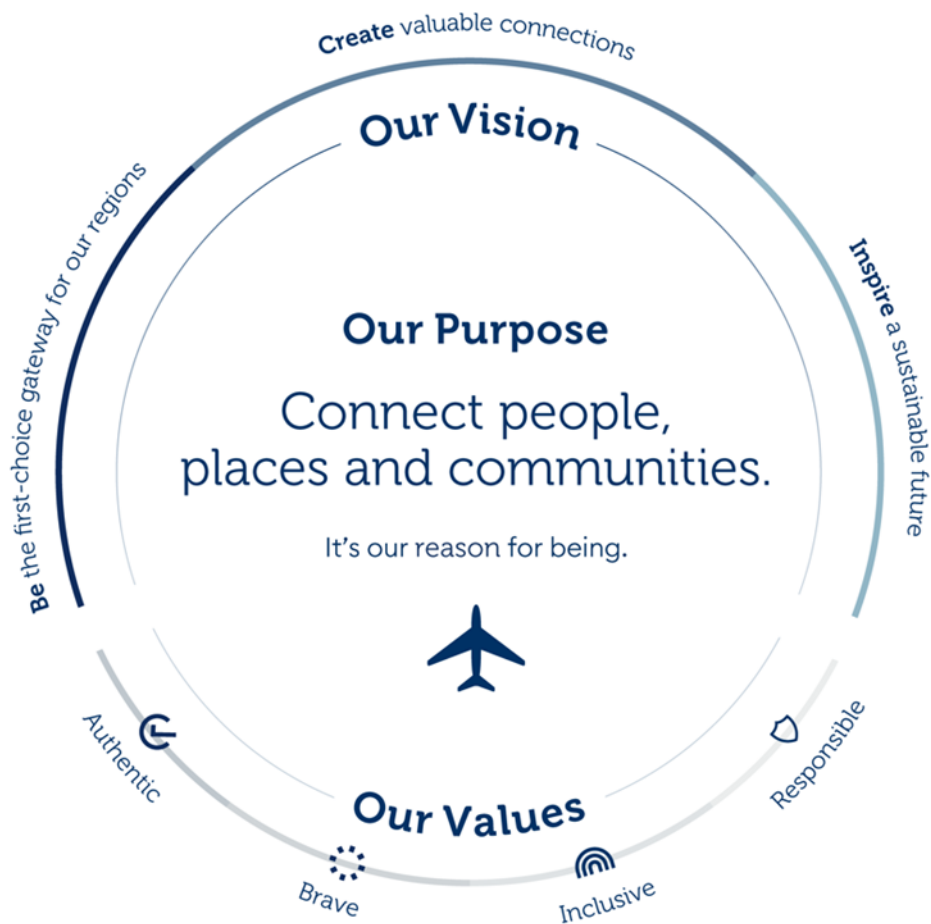 Create valuable connections
Our Vision
Be the first-choice gateway for our regions
Inspire a sustainable future
Our Purpose
Connect people,
places and communities.
It's our reason for being.
Authentic
Responsible
Our Values
Brave
Inclusive